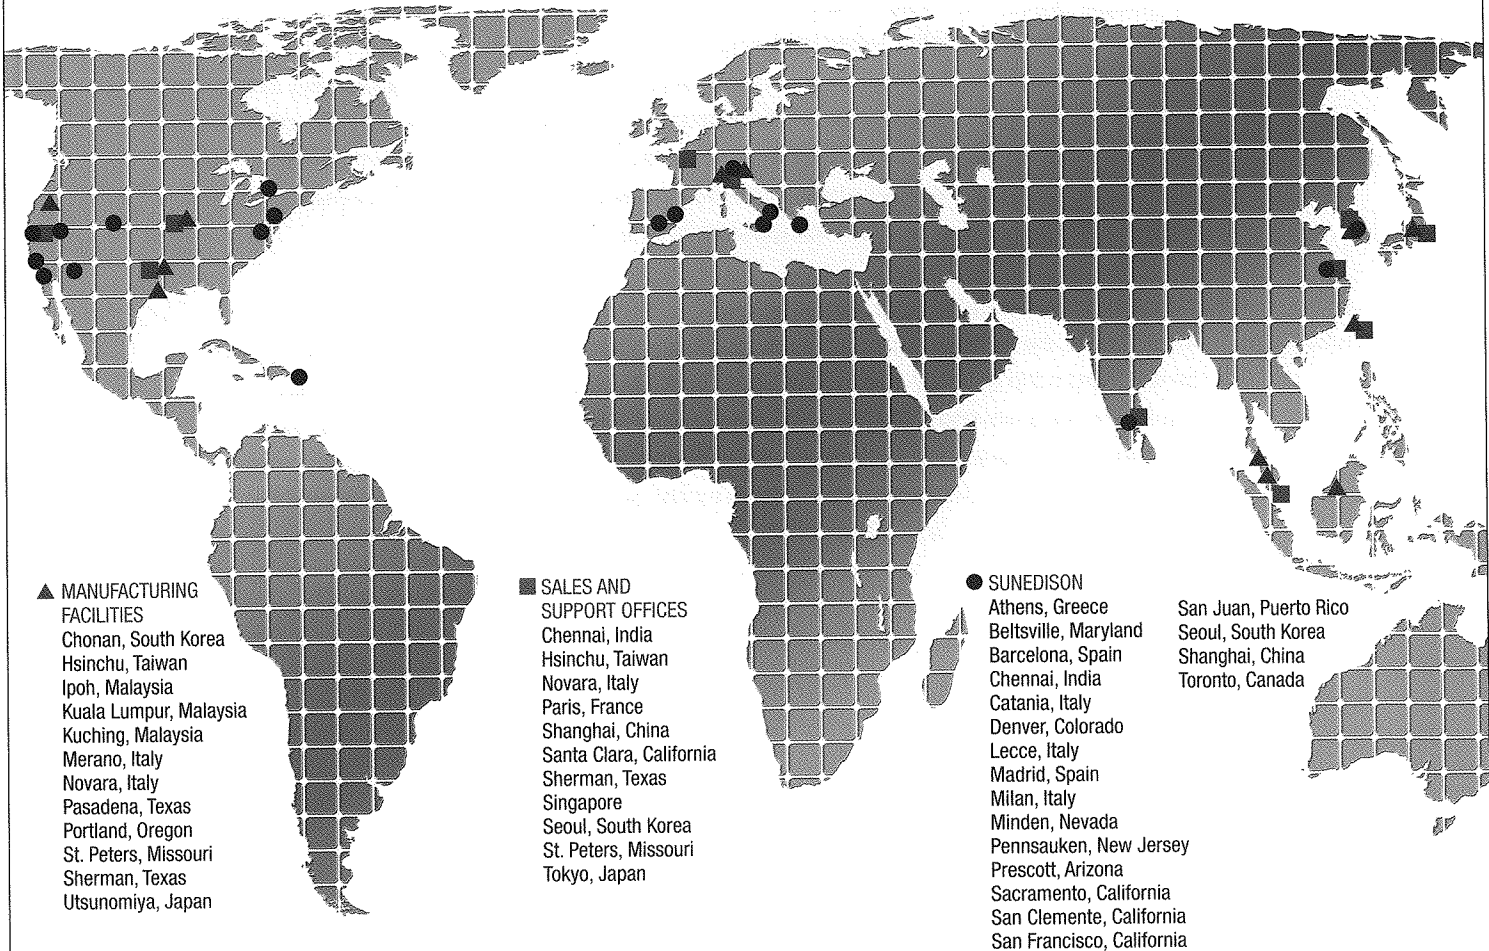 MANUFACTURING
FACILITIES
Chonan, South Korea
Hsinchu, Taiwan
Ipoh, Malaysia
Kuala Lumpur, Malaysia
Kuching, Malaysia
Merano, Italy
Novara, Italy
Pasadena, Texas
Portland, Oregon
St. Peters, Missouri
Sherman, Texas
Utsunomiya, Japan
SALES AND
SUPPORT OFFICES
Chennai, India
Hsinchu, Taiwan
Novara, Italy
Paris, France
Shanghai, China
Santa Clara, California
Sherman, Texas
Singapore
Seoul, South Korea
St. Peters, Missouri
Tokyo, Japan
SUNEDISON
Athens, Greece
Beltsville, Maryland
Barcelona, Spain
Chennai, India
Catania, Italy
Denver, Colorado
Lecce, Italy
Madrid, Spain
Milan, Italy
Minden, Nevada
Pennsauken, New Jersey
Prescott, Arizona
Sacramento, California
San Clemente, California
San Francisco, California
San Juan, Puerto Rico
Seoul, South Korea
Shanghai, China
Toronto, Canada